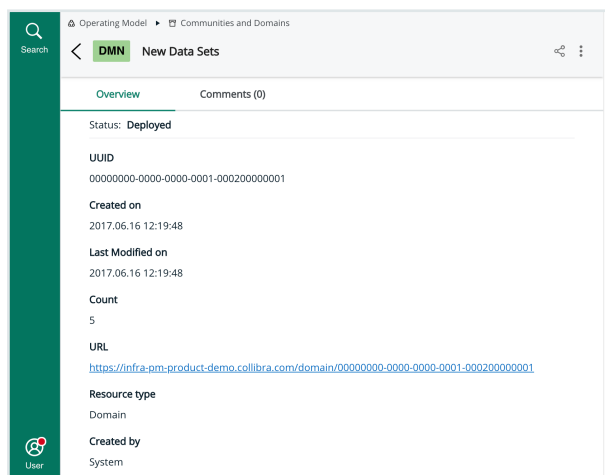 Search
Operating Model ▸ Communities and Domains
DMN New Data Sets
Overview Comments (0)
Status: Deployed
UUID
00000000-0000-0000-0001-000200000001
Created on
2017.06.16 12:19:48
Last Modified on
2017.06.16 12:19:48
Count
5
URL
https://infra-pm-product-demo.collibra.com/domain/00000000-0000-0000-0001-000200000001
Resource type
Domain
Created by
System
User